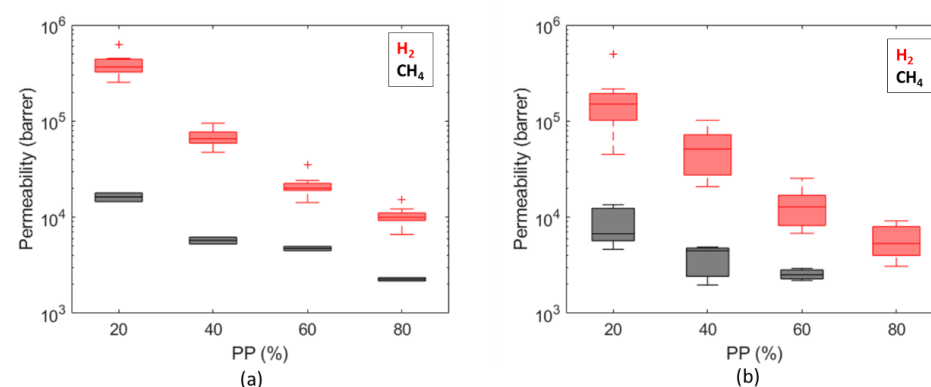 10^6
10^5
10^4
10^3
Permeability (barrer)
H₂
CH₄
20 40 60 80
PP (%)
(a)
10^6
10^5
10^4
10^3
Permeability (barrer)
H₂
CH₄
20 40 60 80
PP (%)
(b)